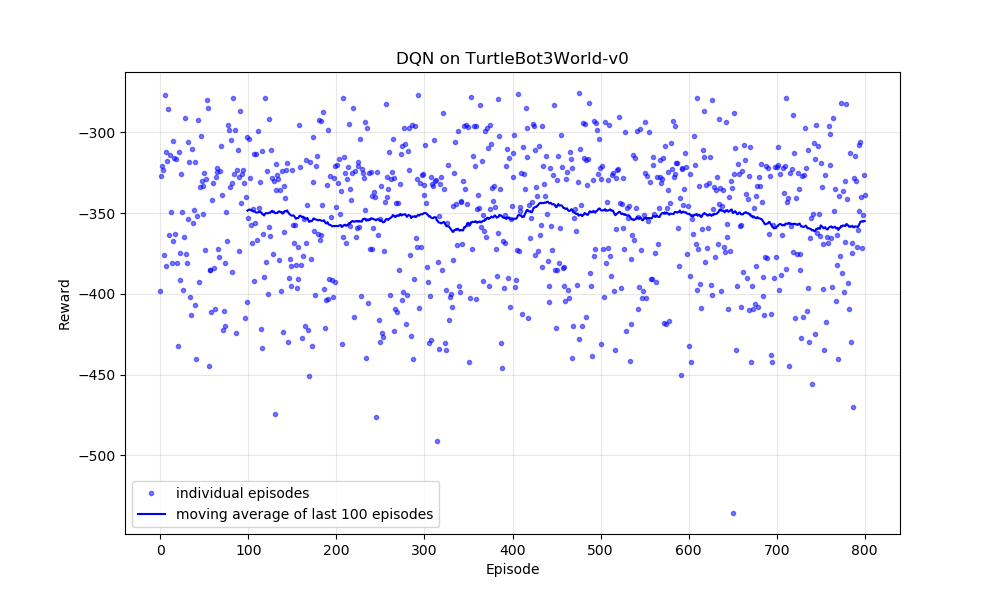 DQN on TurtleBot3World-v0
−300
−350
−400
−450
−500
Reward
individual episodes
moving average of last 100 episodes
0 100 200 300 400 500 600 700 800
Episode